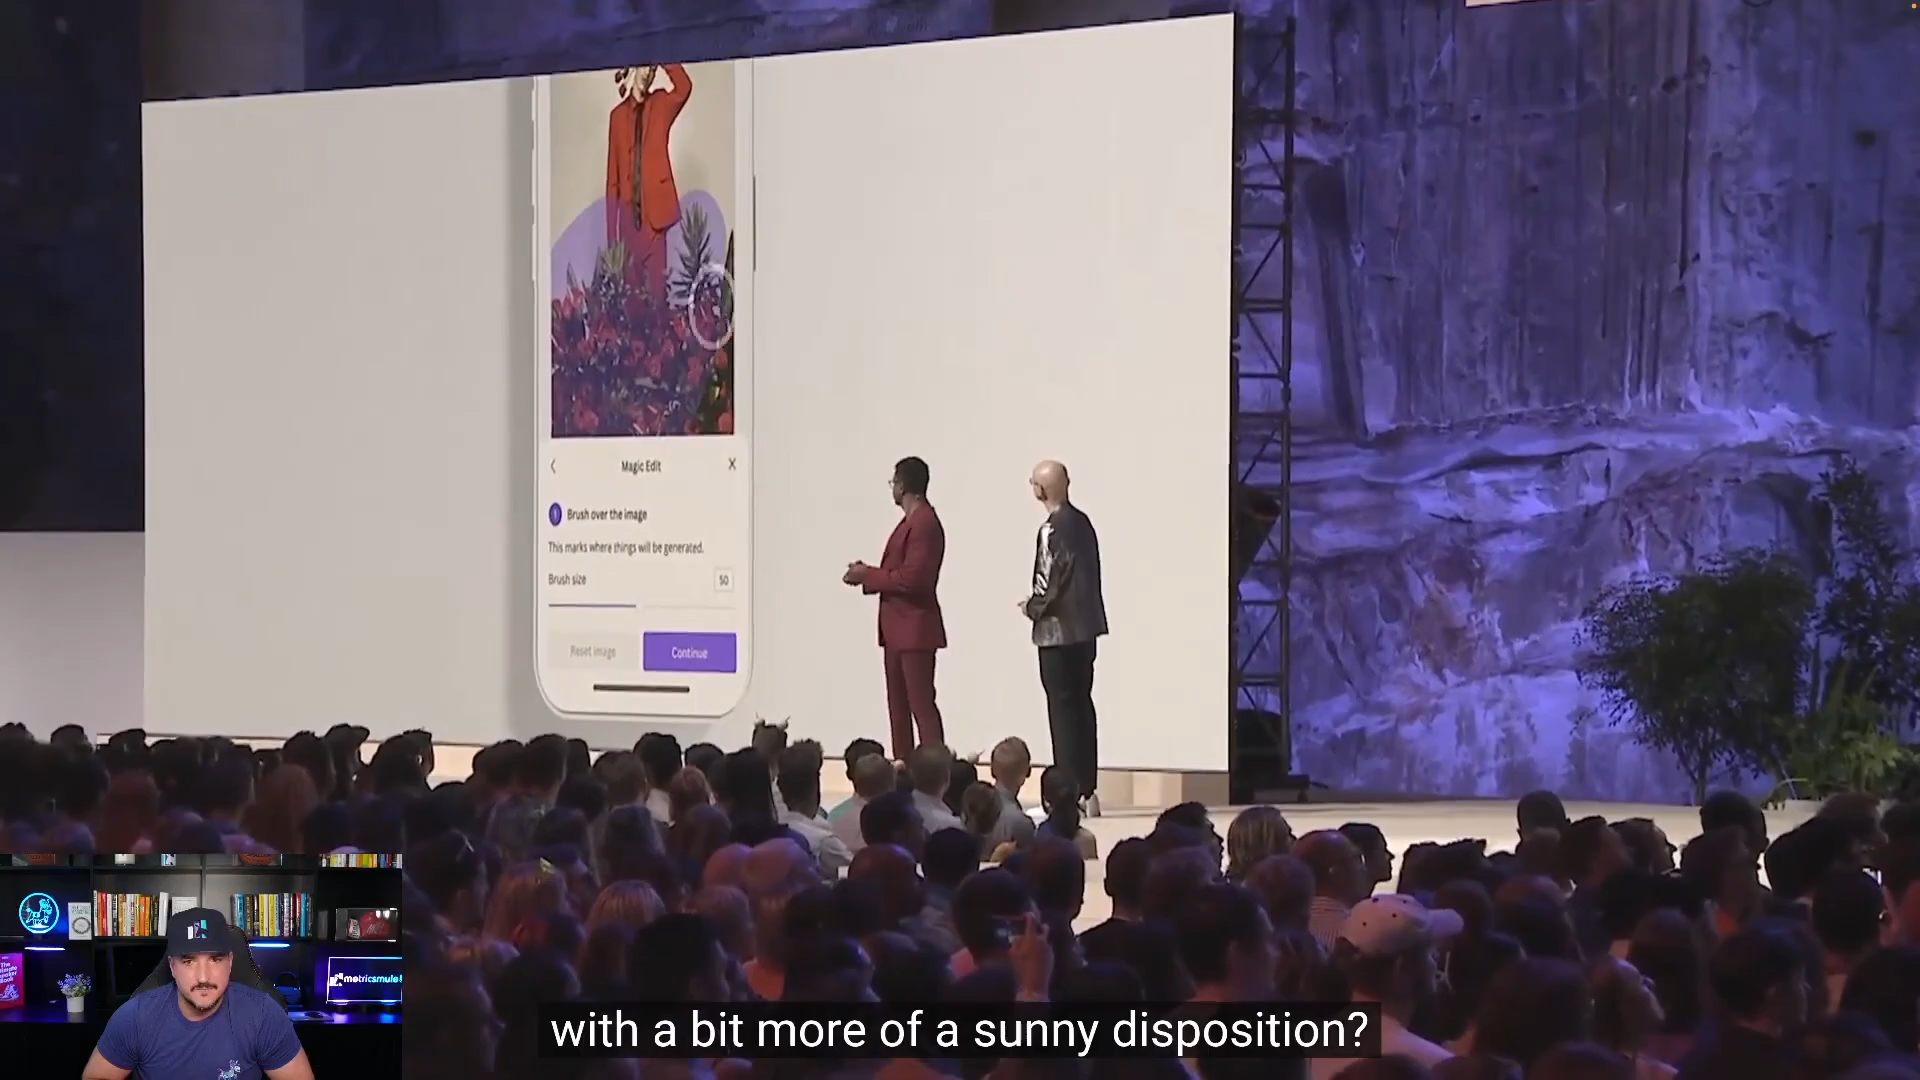 Magic Edit
1 Brush over the image
This marks where things will be generated.
Brush size
50
Reset image
Continue
metricsmule
with a bit more of a sunny disposition?